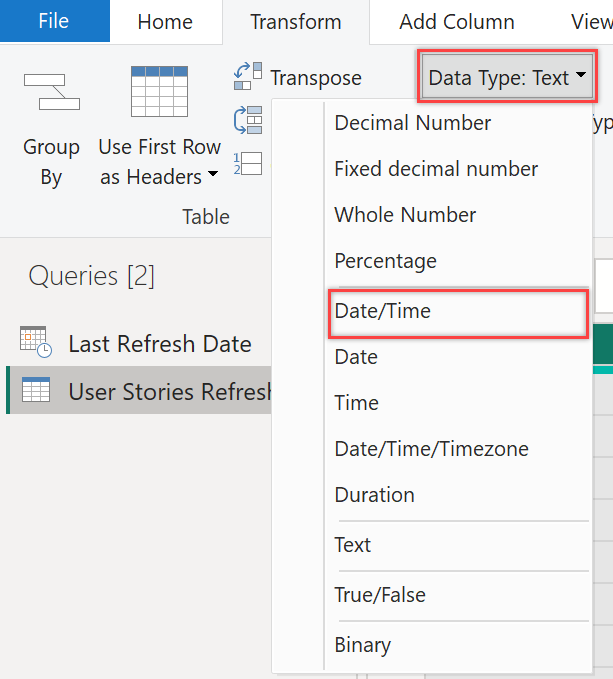 File Home Transform Add Column View
Transpose
Data Type: Text
Group By
Use First Row as Headers
Table
Queries [2]
Last Refresh Date
User Stories Refresh
Decimal Number
Fixed decimal number
Whole Number
Percentage
Date/Time
Date
Time
Date/Time/Timezone
Duration
Text
True/False
Binary